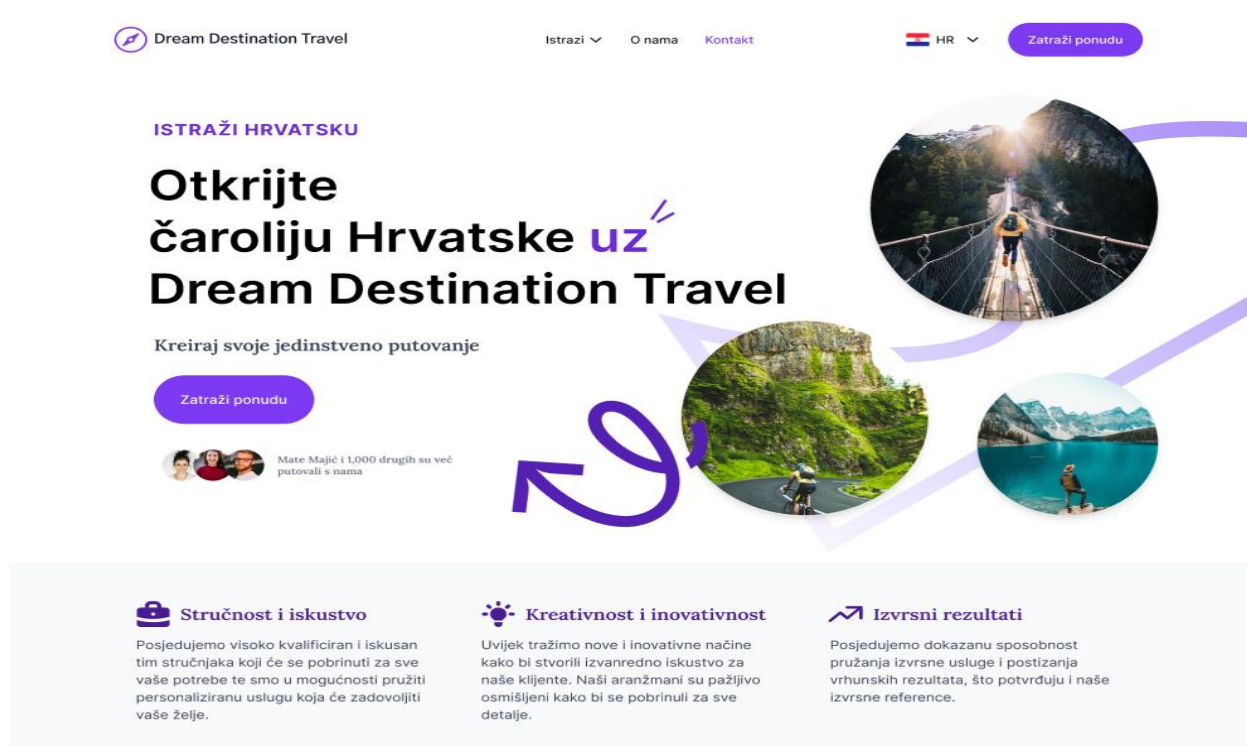 Dream Destination Travel
Istrazi
O nama
Kontakt
HR
Zatraži ponudu
ISTRAŽI HRVATSKU
Otkrijte
čaroliju Hrvatske uz
Dream Destination Travel
Kreiraj svoje jedinstveno putovanje
Zatraži ponudu
Mate Majić i 1,000 drugih su već
putovali s nama
Stručnost i iskustvo
Posjedujemo visoko kvalificiran i iskusan
tim stručnjaka koji će se pobrinuti za sve
vaše potrebe te smo u mogućnosti pružiti
personaliziranu uslugu koja će zadovoljiti
vaše želje.
Kreativnost i inovativnost
Uvijek tražimo nove i inovativne načine
kako bi stvorili izvanredno iskustvo za
naše klijente. Naši aranžmani su pažljivo
osmišljeni kako bi se pobrinuli za sve
detalje.
Izvrsni rezultati
Posjedujemo dokazanu sposobnost
pružanja izvrsne usluge i postizanja
vrhunskih rezultata, što potvrđuju i naše
izvrsne reference.